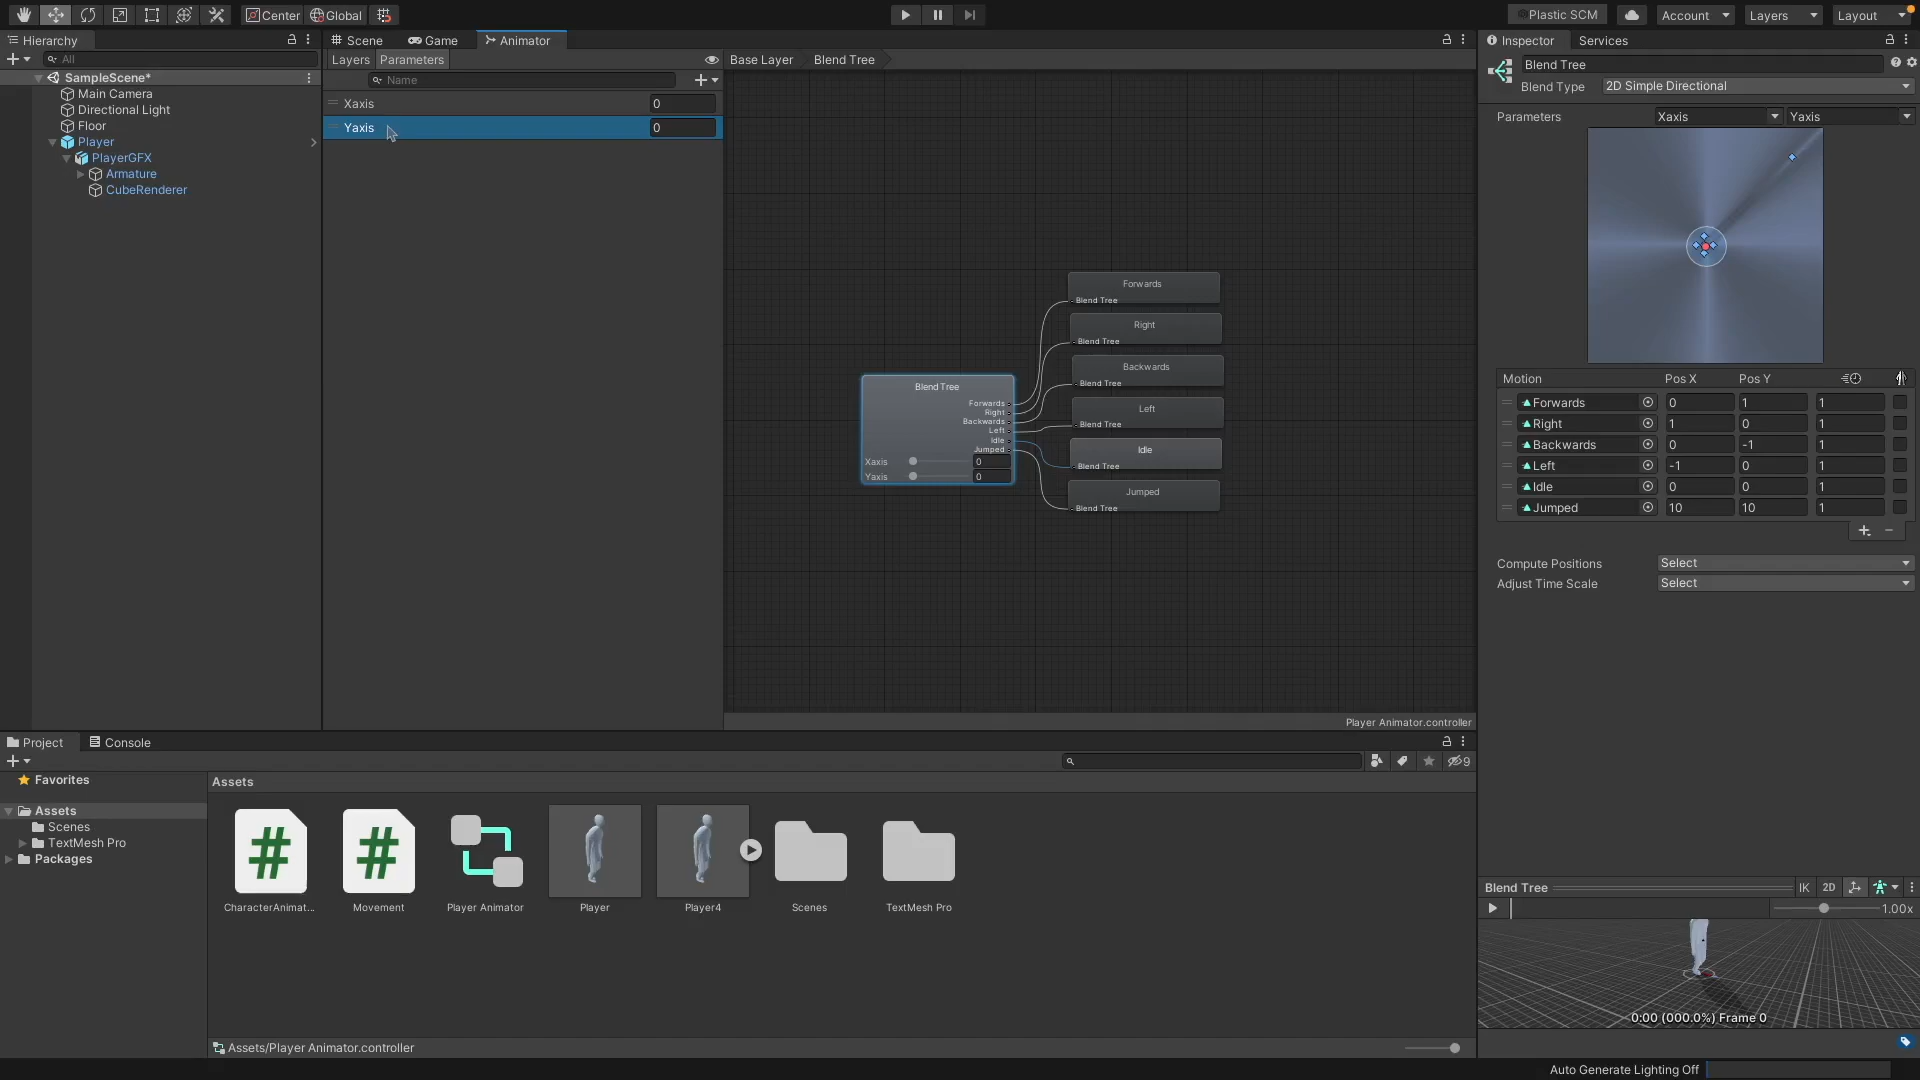 Center Global Plastic SCM Account Layers Layout
Hierarchy Scene Game Animator Inspector Services
All Layers Parameters Base Layer Blend Tree Blend Tree
SampleScene* Name
Blend Type 2D Simple Directional
Main Camera
Directional Light
Floor
Player
PlayerGFX
Armature
CubeRenderer
Xaxis 0
Yaxis 0
Forwards
Blend Tree
Right
Blend Tree
Backwards
Blend Tree
Left
Blend Tree
Idle
Blend Tree
Jumped
Blend Tree
Blend Tree
Forwards
Right
Backwards
Left
Idle
Jumped
Xaxis 0
Yaxis 0
Player Animator.controller
Parameters Xaxis Yaxis
Motion Pos X Pos Y
Forwards 0 1 1
Right 1 0 1
Backwards 0 -1 1
Left -1 0 1
Idle 0 0 1
Jumped 10 10 1
Compute Positions Select
Adjust Time Scale Select
Project Console
9
Favorites
Assets
Scenes
TextMesh Pro
Packages
Assets
CharacterAnimat... Movement Player Animator Player Player4 Scenes TextMesh Pro
Assets/Player Animator.controller
Blend Tree IK 2D
1.00x
0:00 (000.0%) Frame 0
Auto Generate Lighting Off